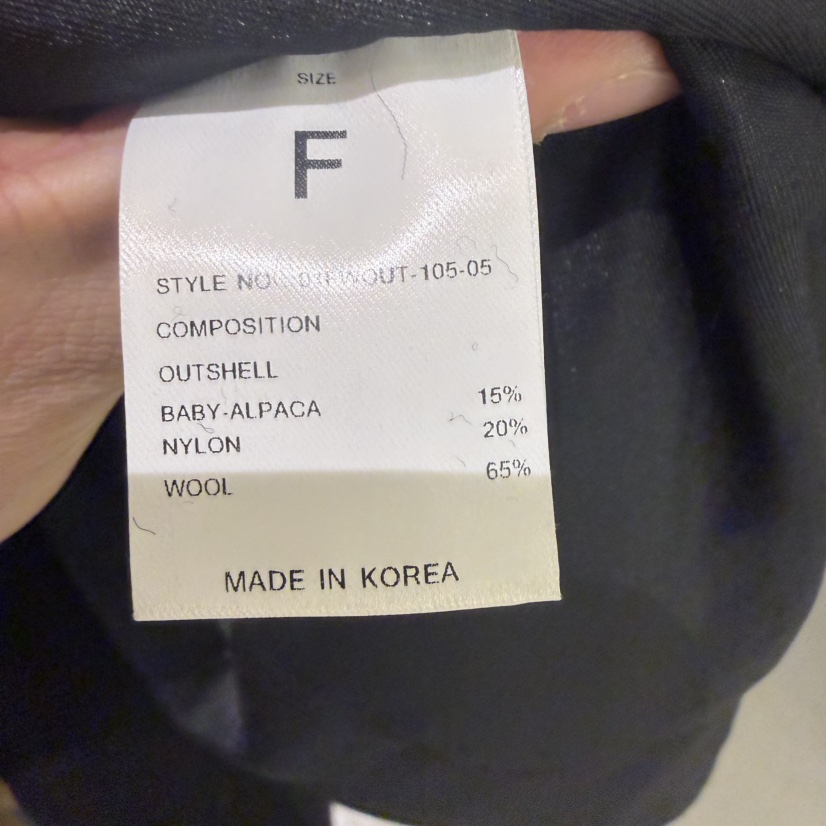 SIZE
F
STYLE NO
OUT-105-05
COMPOSITION
OUTSHELL
BABY-ALPACA 15%
NYLON 20%
WOOL 65%
MADE IN KOREA